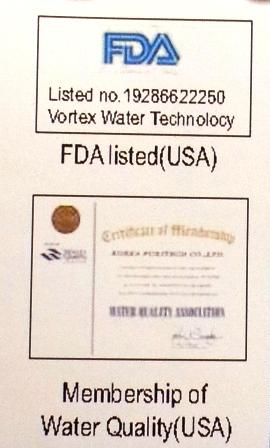 FDA
Listed no.19286622250
Vortex Water Technolocy
FDA listed(USA)
Certificate of Membership
KOREA PURITECH CO.,LTD.
WATER QUALITY ASSOCIATION
Membership of
Water Quality(USA)